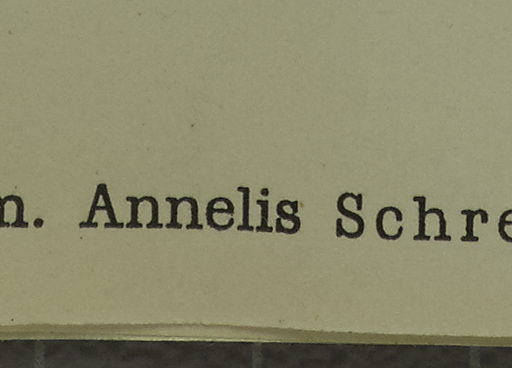 n. Annelis Schre